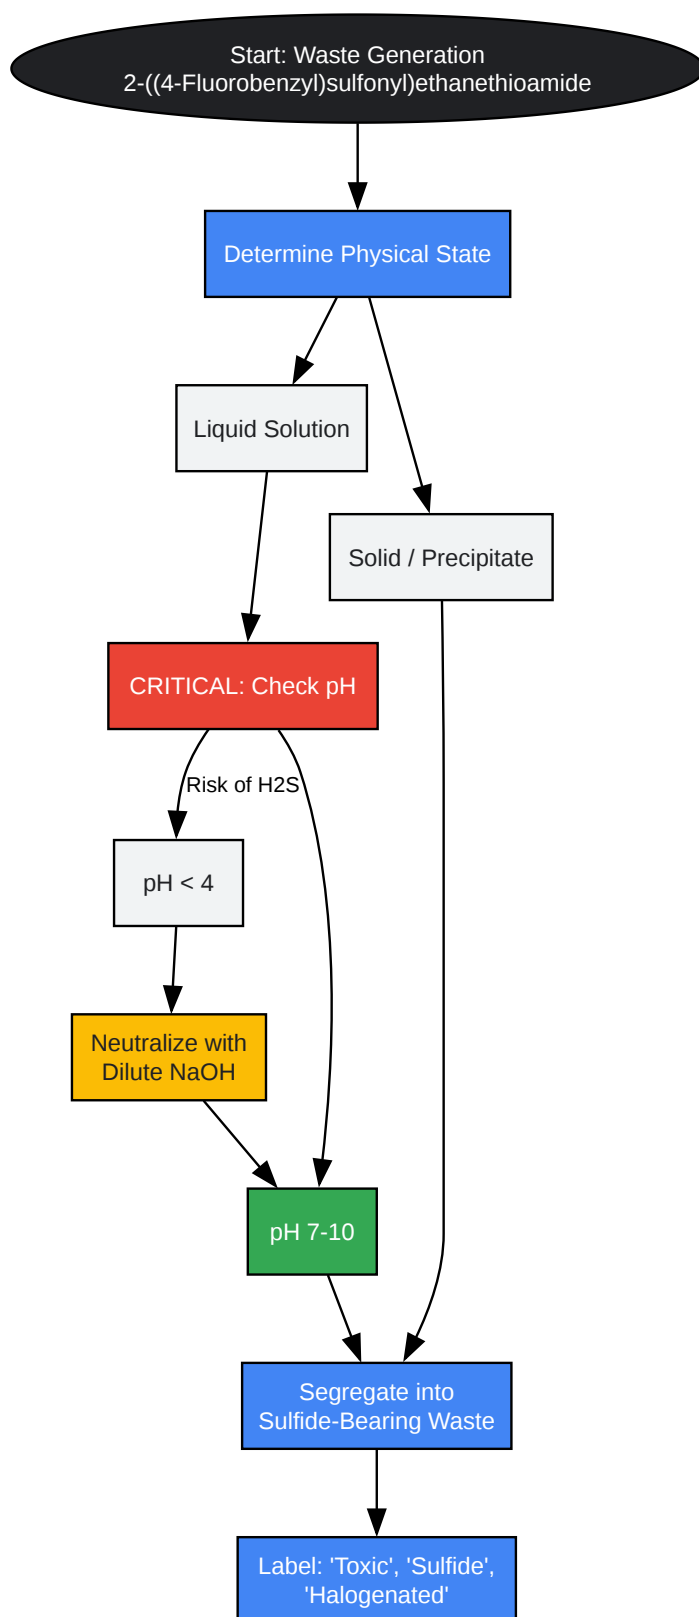 Start: Waste Generation
2-((4-Fluorobenzyl)sulfonyl)ethanethioamide
Determine Physical State
Liquid Solution
Solid / Precipitate
CRITICAL: Check pH
Risk of H2S
pH < 4
Neutralize with
Dilute NaOH
pH 7-10
Segregate into
Sulfide-Bearing Waste
Label: 'Toxic', 'Sulfide',
'Halogenated'